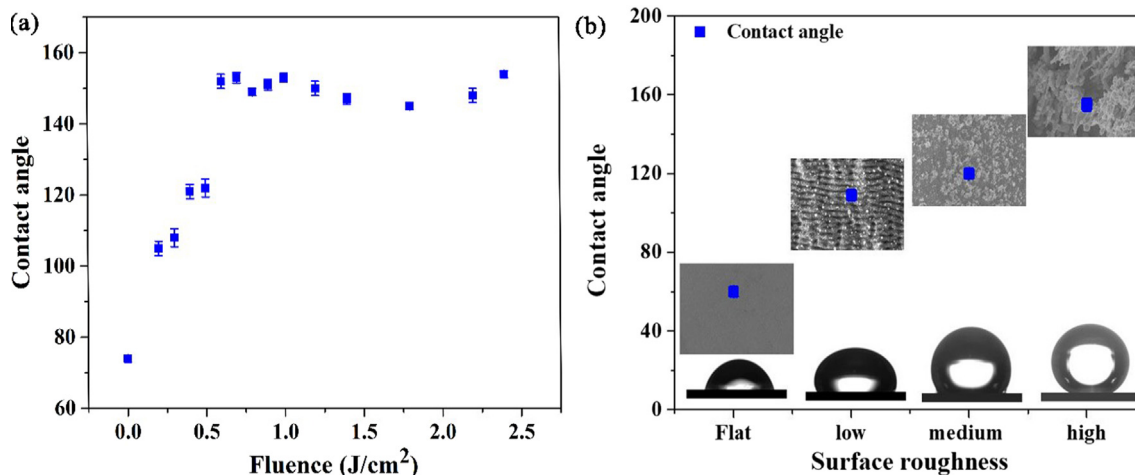 (a)
160
140
120
100
80
60
Contact angle
0.0 0.5 1.0 1.5 2.0 2.5
Fluence (J/cm²)
(b)
Contact angle
200
160
120
80
40
0
Contact angle
Flat low medium high
Surface roughness